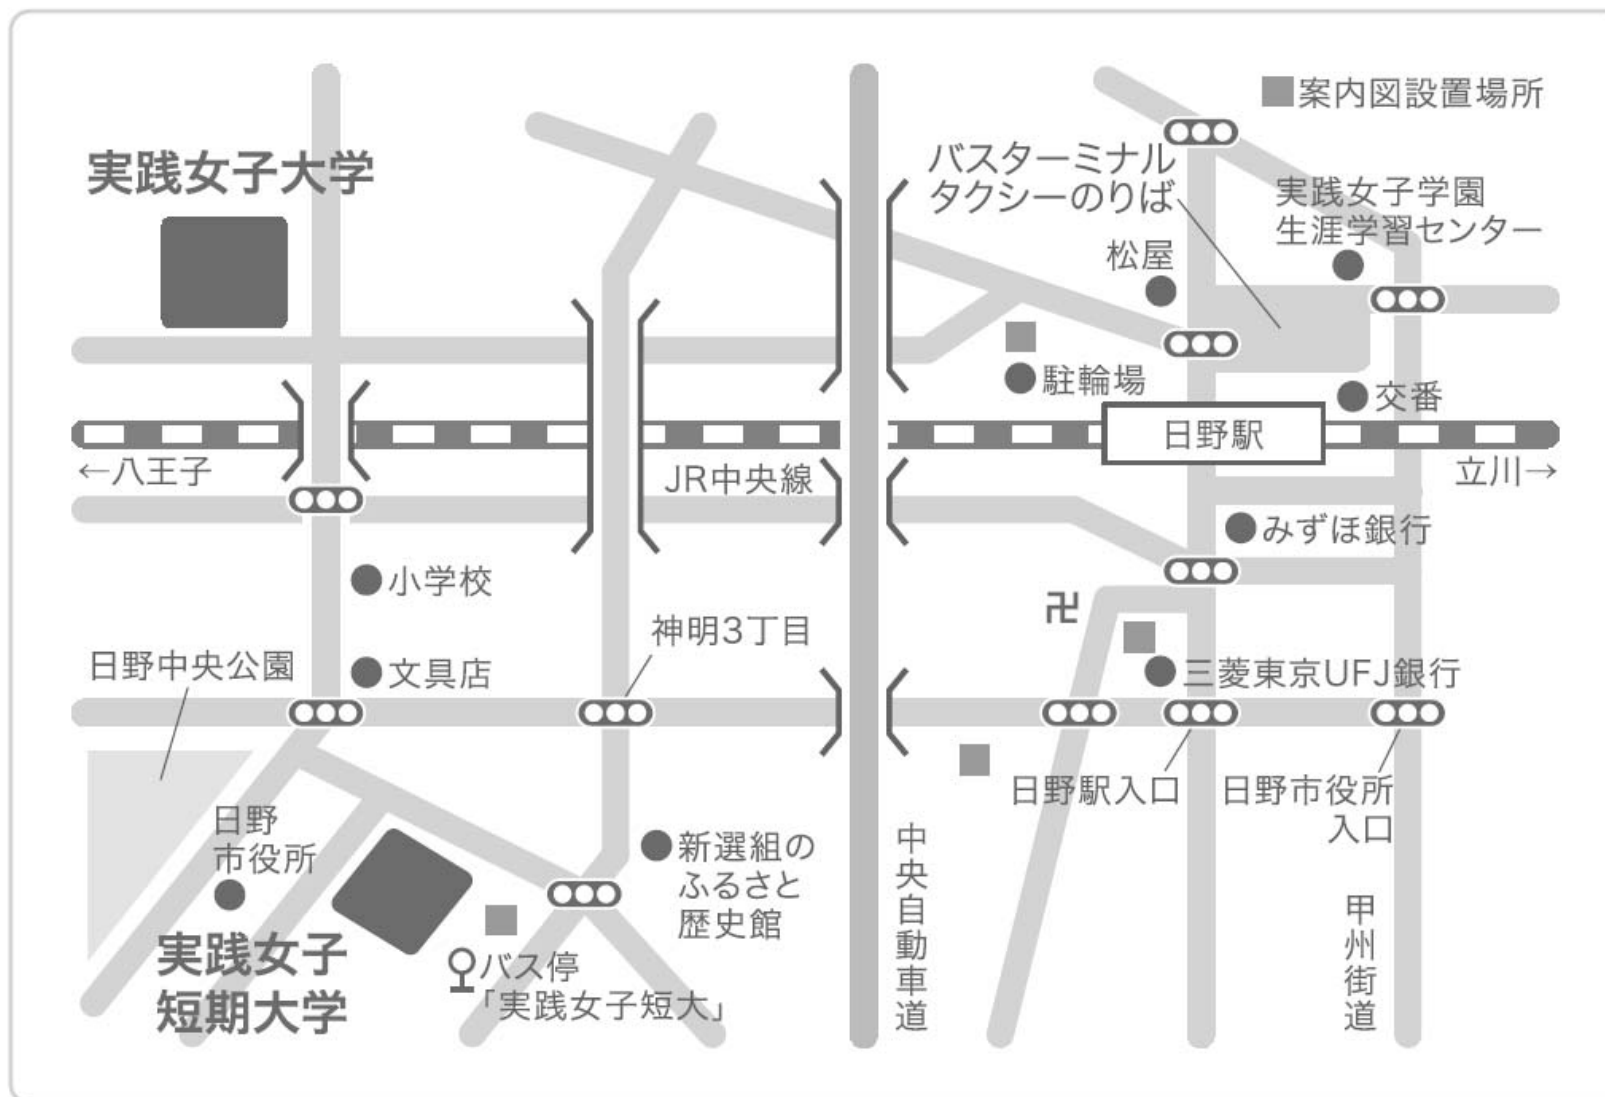 案内図設置場所
実践女子大学
バスターミナル
タクシーのりば
実践女子学園
生涯学習センター
松屋
駐輪場
交番
日野駅
←八王子
JR中央線
立川→
みずほ銀行
小学校
卍
神明3丁目
日野中央公園
文具店
三菱東京UFJ銀行
日野駅入口
日野市役所
入口
日野
市役所
新選組の
ふるさと
歴史館
中央自動車道
甲州街道
実践女子
短期大学
バス停
「実践女子短大」